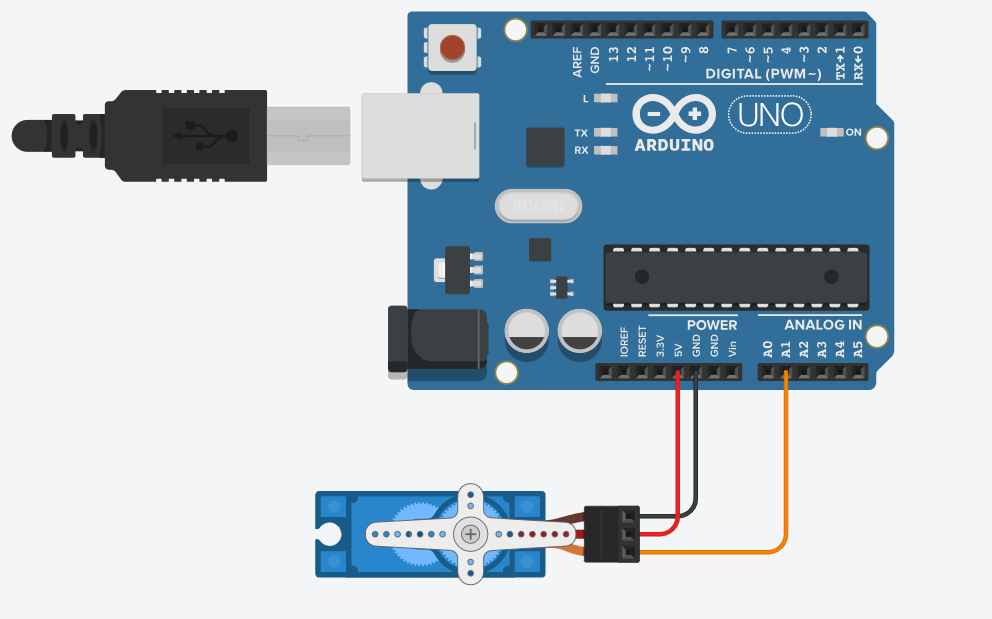 AREF
GND
13
12
~11
~10
~9
8
7
~6
~5
4
~3
2
TX→1
RX←0
DIGITAL (PWM~)
L
TX
RX
UNO
ON
ARDUINO
SPK16.000G
POWER
ANALOG IN
IOREF
RESET
3.3V
5V
GND
GND
Vin
A0
A1
A2
A3
A4
A5